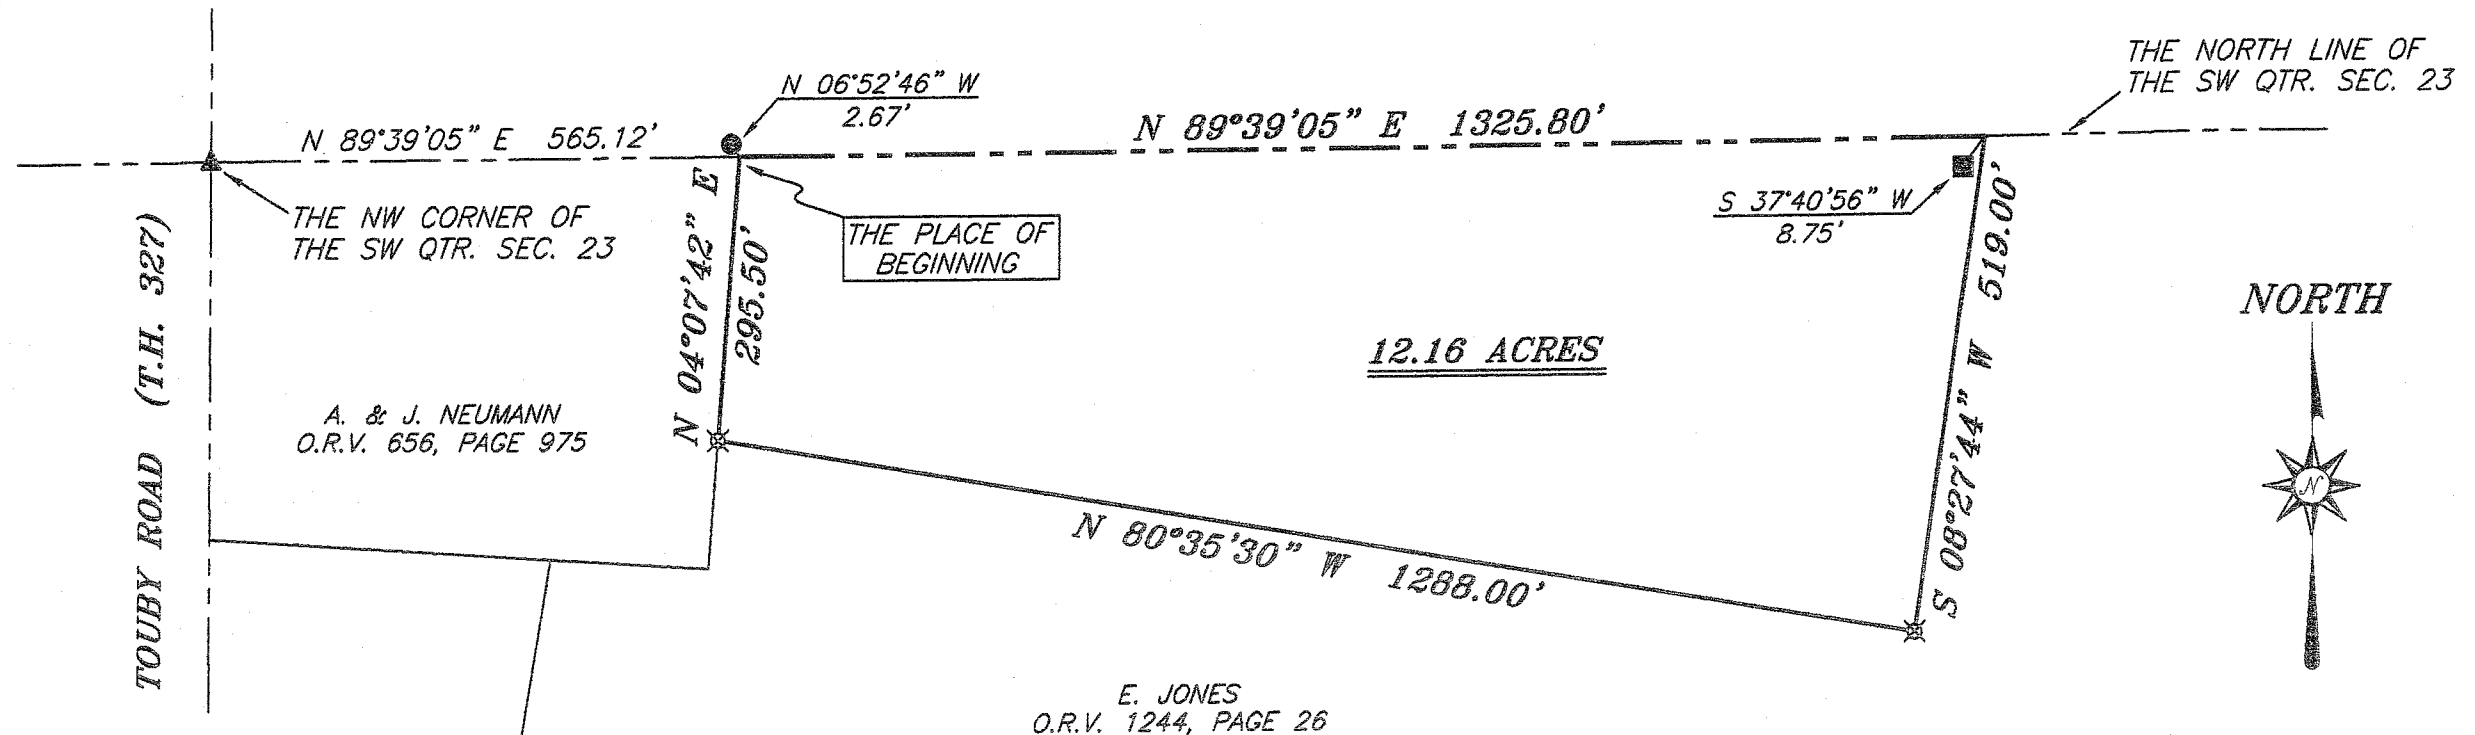 THE NORTH LINE OF
THE SW QTR. SEC. 23
N 06°52'46" W
2.67'
N 89°39'05" E 565.12'
N 89°39'05" E 1325.80'
THE NW CORNER OF
THE SW QTR. SEC. 23
THE PLACE OF
BEGINNING
S 37°40'56" W
8.75'
N 04°07'42" E
295.50'
S 08°27'44" W 519.00'
NORTH
N
12.16 ACRES
TOUBY ROAD (T.H. 327)
A. & J. NEUMANN
O.R.V. 656, PAGE 975
N 80°35'30" W 1288.00'
E. JONES
O.R.V. 1244, PAGE 26